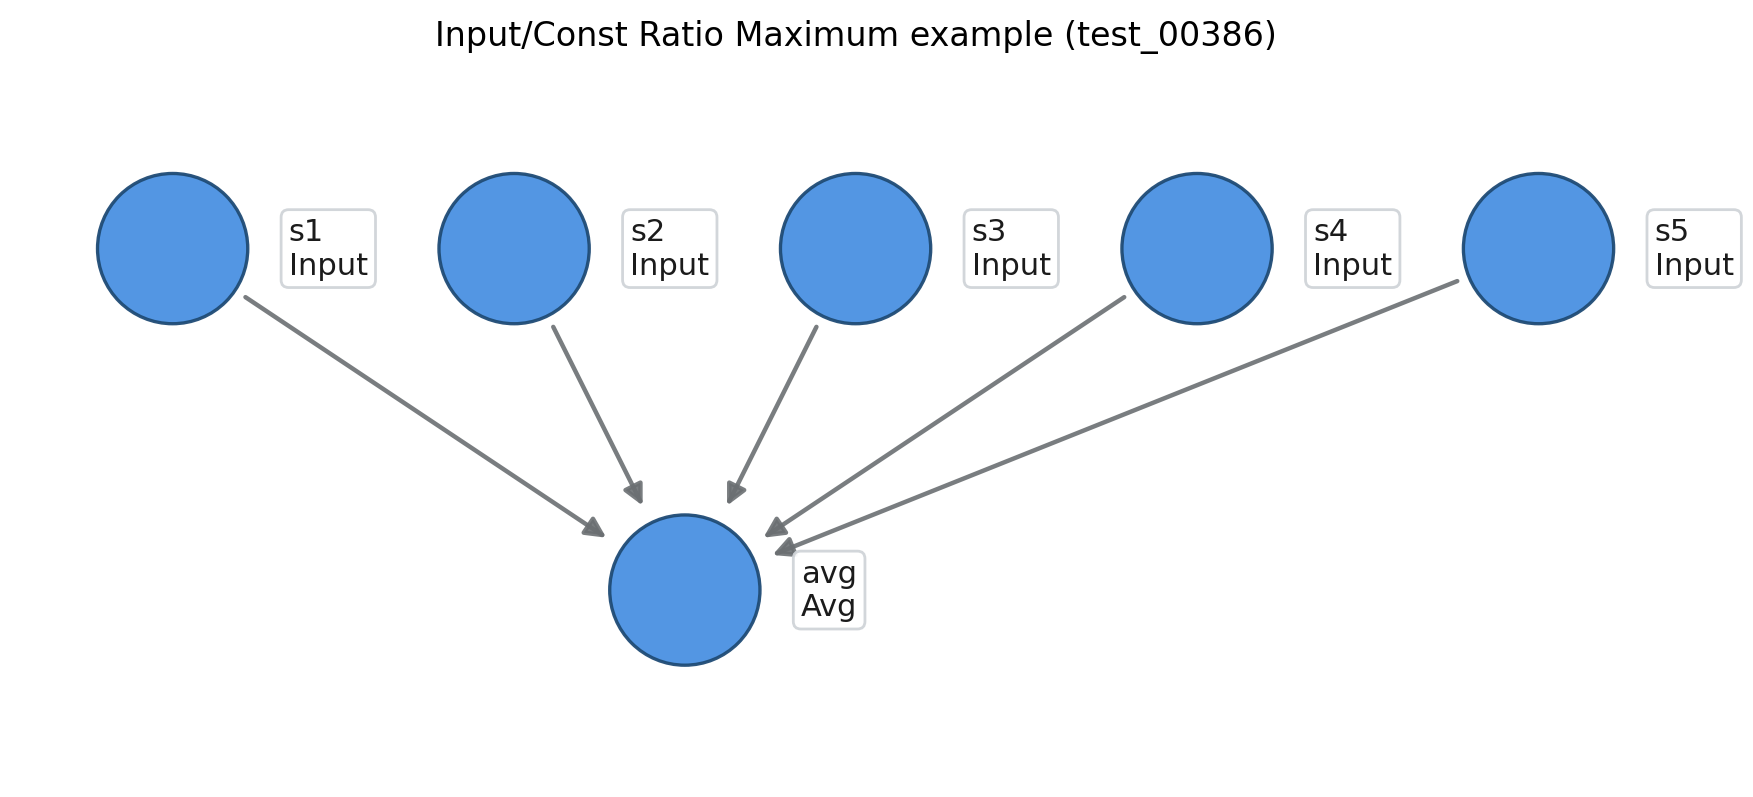 Input/Const Ratio Maximum example (test_00386)
s1
Input
s2
Input
s3
Input
s4
Input
s5
Input
avg
Avg